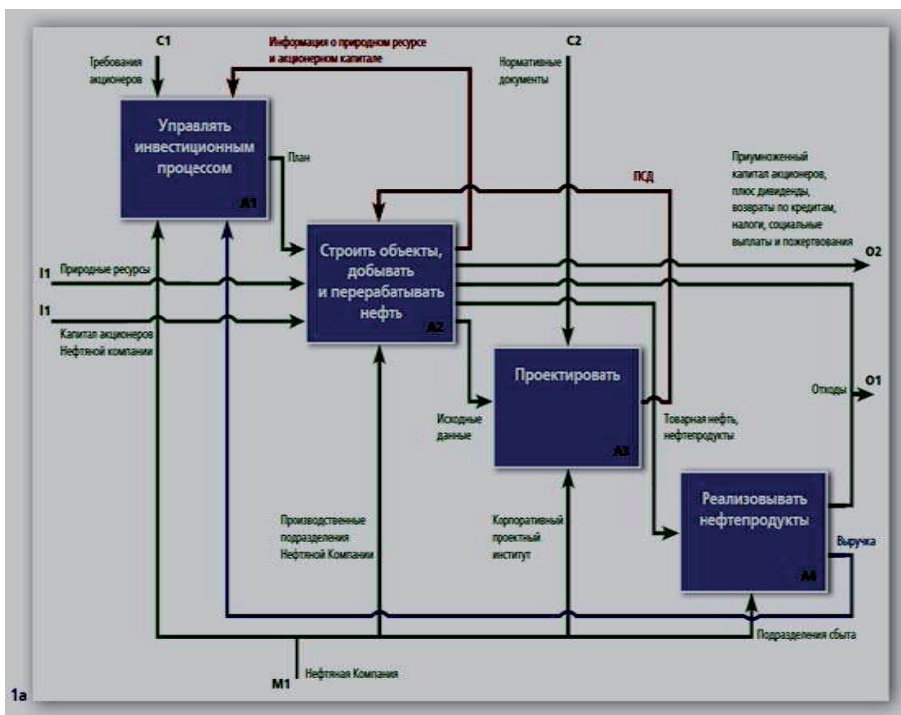 C1
Требования
акционеров
Информация о природном ресурсе
и акционерном капитале
C2
Нормативные
документы
Управлять
инвестиционным
процессом
A1
План
ПСД
Приумноженный
капитал акционеров,
плюс дивиденды,
возвраты по кредитам,
налоги, социальные
выплаты и пожертвования
O2
I1
Природные ресурсы
Строить объекты,
добывать
и перерабатывать
нефть
A2
I1
Капитал акционеров
Нефтяной компании
Проектировать
A3
Исходные
данные
Товарная нефть,
нефтепродукты
Отходы
O1
Реализовывать
нефтепродукты
A4
Производственные
подразделения
Нефтяной Компании
Корпоративный
проектный
институт
Выручка
Подразделения сбыта
Нефтяная Компания
M1
1а